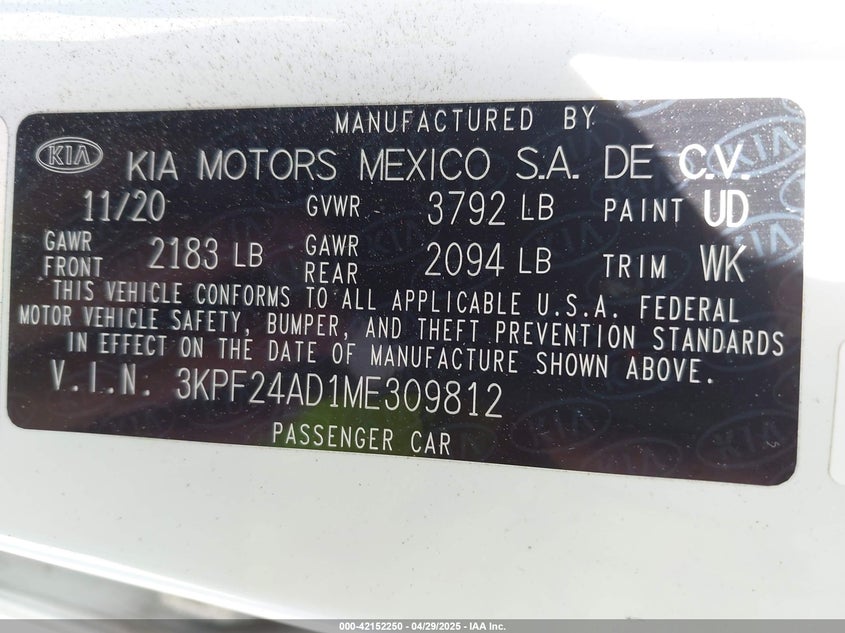 MANUFACTURED BY
KIA KIA MOTORS MEXICO S.A. DE C.V.
11/20 GVWR 3792 LB PAINT UD
GAWR FRONT 2183 LB GAWR REAR 2094 LB TRIM WK
THIS VEHICLE CONFORMS TO ALL APPLICABLE U.S.A. FEDERAL
MOTOR VEHICLE SAFETY, BUMPER, AND THEFT PREVENTION STANDARDS
IN EFFECT ON THE DATE OF MANUFACTURE SHOWN ABOVE.
V.I.N. 3KPF24AD1ME309812
PASSENGER CAR
000-42152250 | 04/29/2025 - IAA Inc.